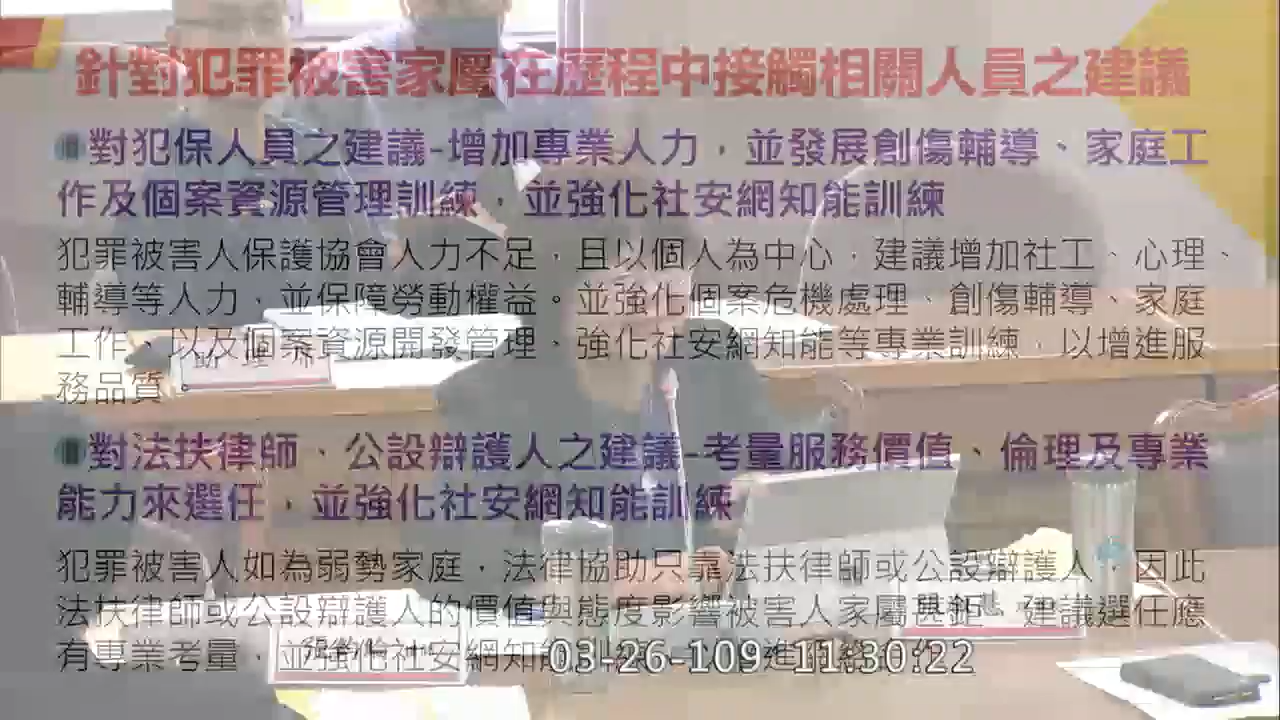 針對犯罪被害家屬在歷程中接觸相關人員之建議
對犯保人員之建議-增加專業人力，並發展創傷輔導、家庭工
作及個案資源管理訓練，並強化社安網知能訓練
犯罪被害人保護協會人力不足，且以個人為中心，建議增加社工、心理、
輔導等人力，並保障勞動權益。並強化個案危機處理、創傷輔導、家庭
工作、以及個案資源開發管理、強化社安網知能等專業訓練，以增進服
務品質。
對法扶律師、公設辯護人之建議-考量服務價值、倫理及專業
能力來選任，並強化社安網知能訓練
犯罪被害人如為弱勢家庭，法律協助只靠法扶律師或公設辯護人，因此
法扶律師或公設辯護人的價值與態度影響被害人家屬甚鉅，建議選任應
有專業考量，並強化社安網知能
03-26-109 11:30:22